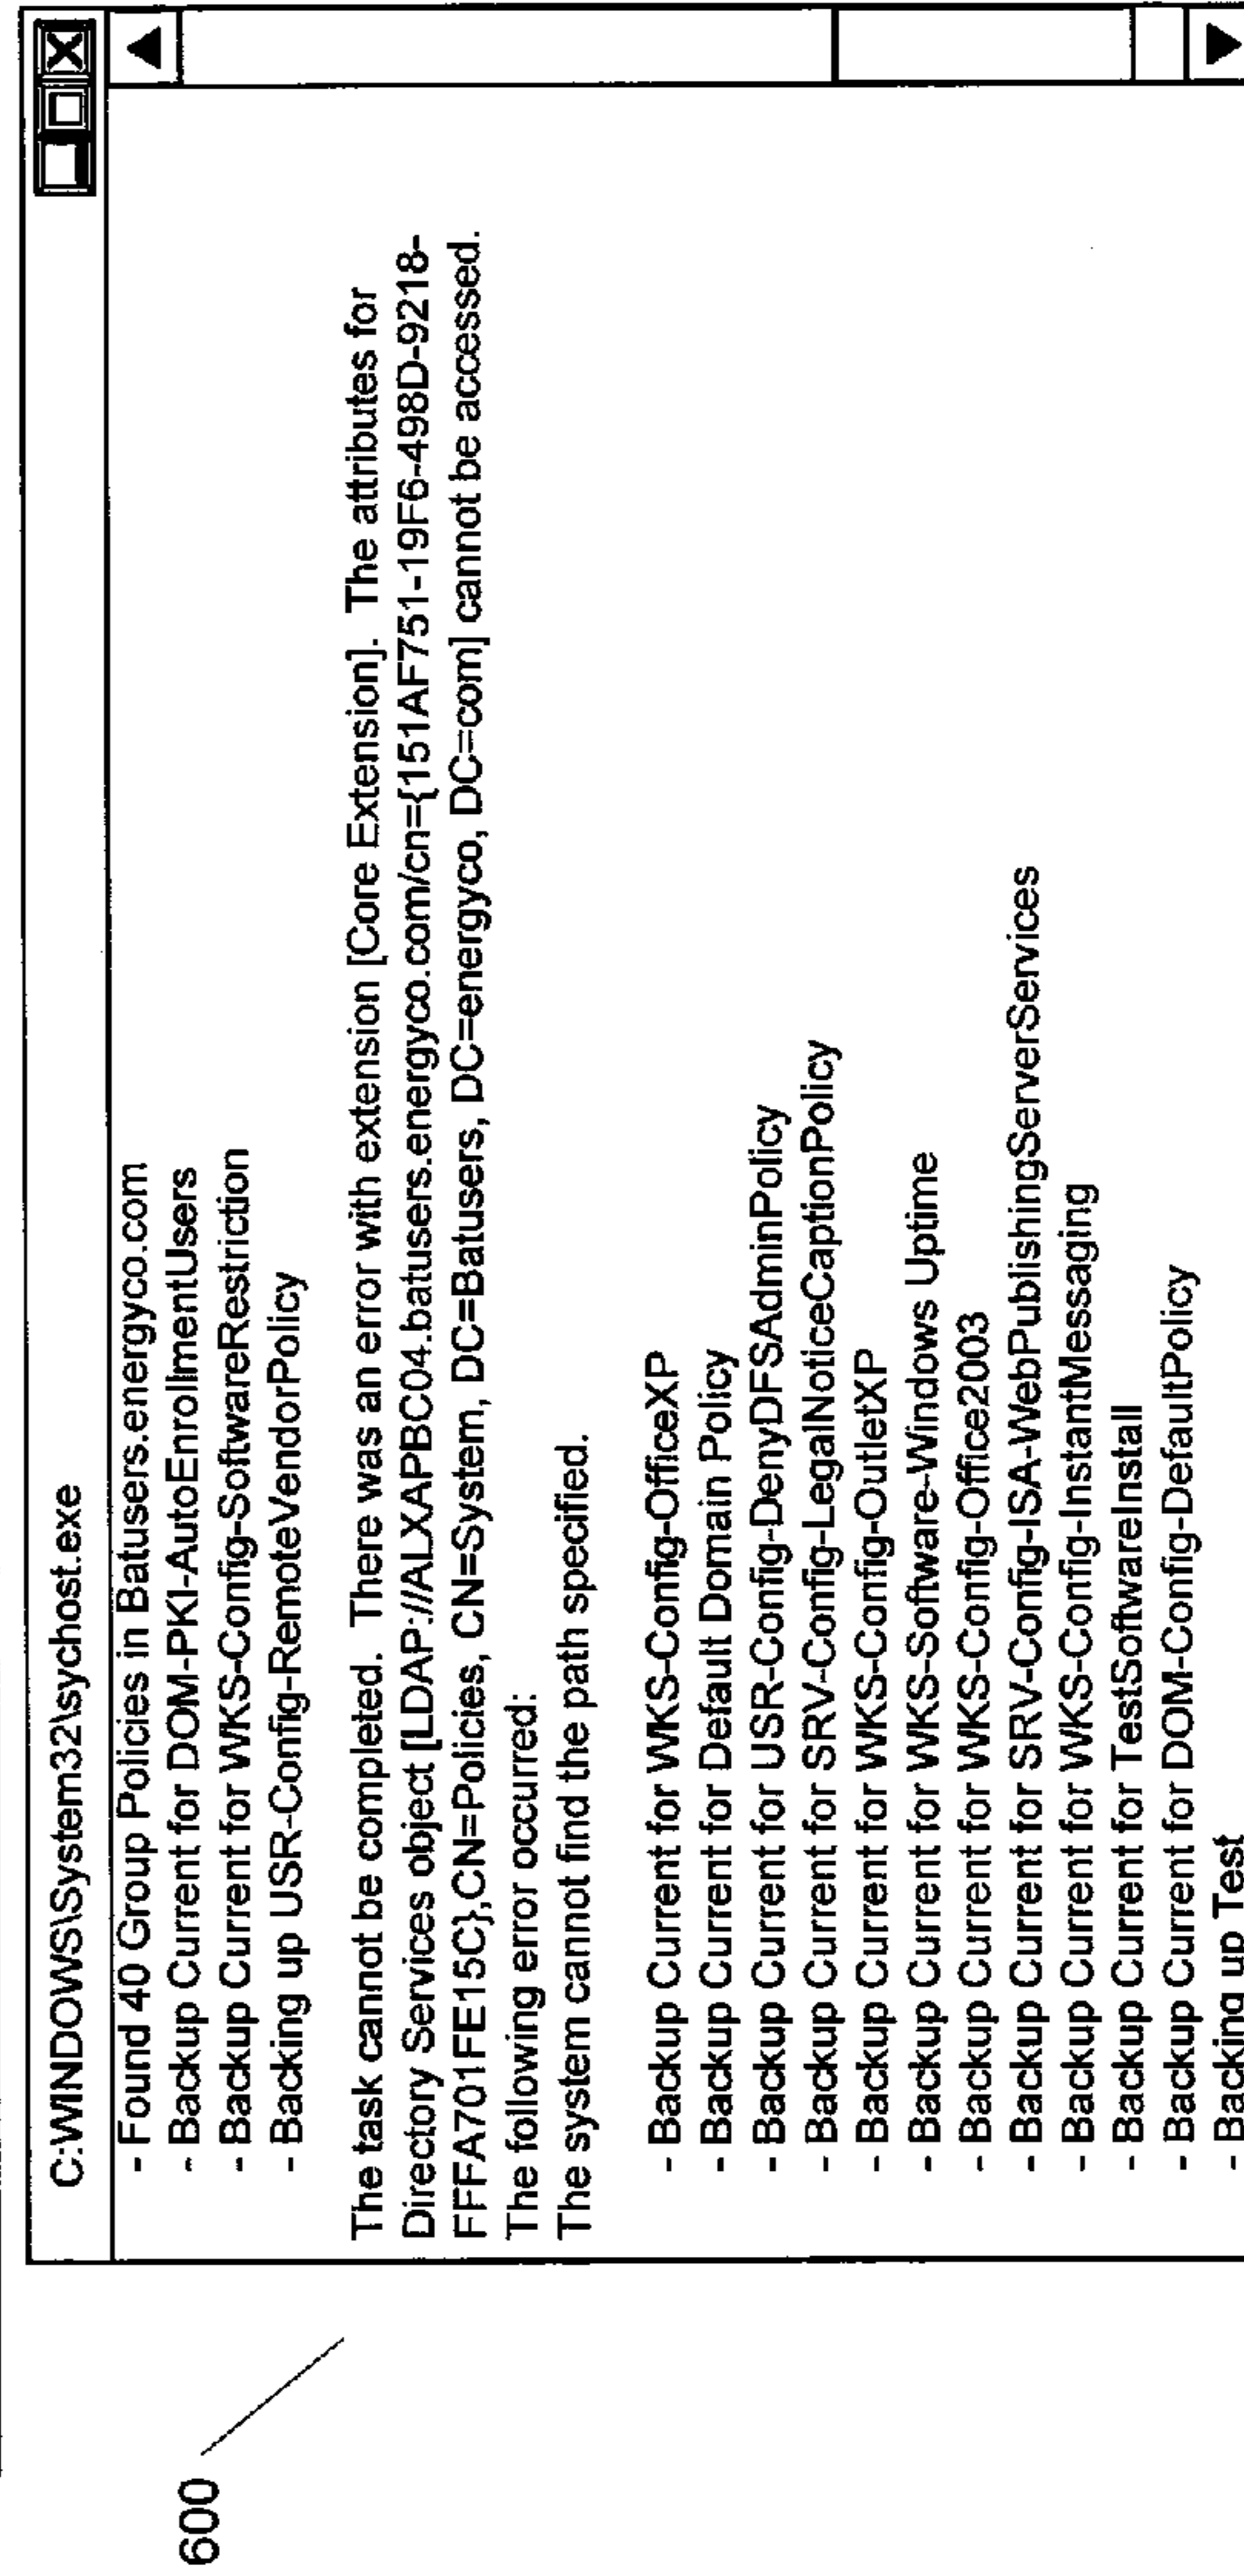 600
C:\WINDOWS\System32\sychost.exe
- Found 40 Group Policies in Batusers.energyco.com
- Backup Current for DOM-PKI-AutoEnrollmentUsers
- Backup Current for WKS-Config-SoftwareRestriction
- Backing up USR-Config-RemoteVendorPolicy
The task cannot be completed. There was an error with extension [Core Extension]. The attributes for
Directory Services object [LDAP://ALXAPBC04.batusers.energyco.com/cn={151AF751-19F6-498D-9218-
FFFA701FFE15C},CN=Policies, CN=System, DC=Batusers, DC=energyco, DC=com] cannot be accessed.
The following error occurred:
The system cannot find the path specified.
- Backup Current for WKS-Config-OfficeXP
- Backup Current for Default Domain Policy
- Backup Current for USR-Config-DenyDFSAdminPolicy
- Backup Current for SRV-Config-LegalNoticeCaptionPolicy
- Backup Current for WKS-Config-OutletXP
- Backup Current for WKS-Software-Windows Uptime
- Backup Current for WKS-Config-Office2003
- Backup Current for SRV-Config-ISA-WebPublishingServerServices
- Backup Current for WKS-Config-InstantMessaging
- Backup Current for TestSoftwareInstall
- Backup Current for DOM-Config-DefaultPolicy
- Backing up Test